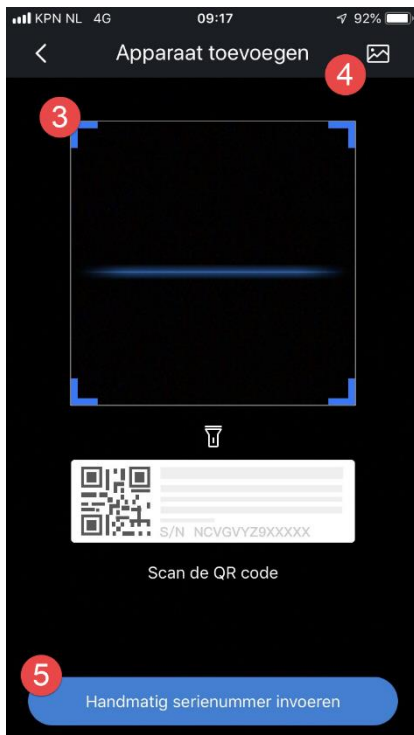 KPN NL 4G 09:17 92%
Apparaat toevoegen
4
3
S/N NCVGVYZ9XXXXX
Scan de QR code
5
Handmatig serienummer invoeren